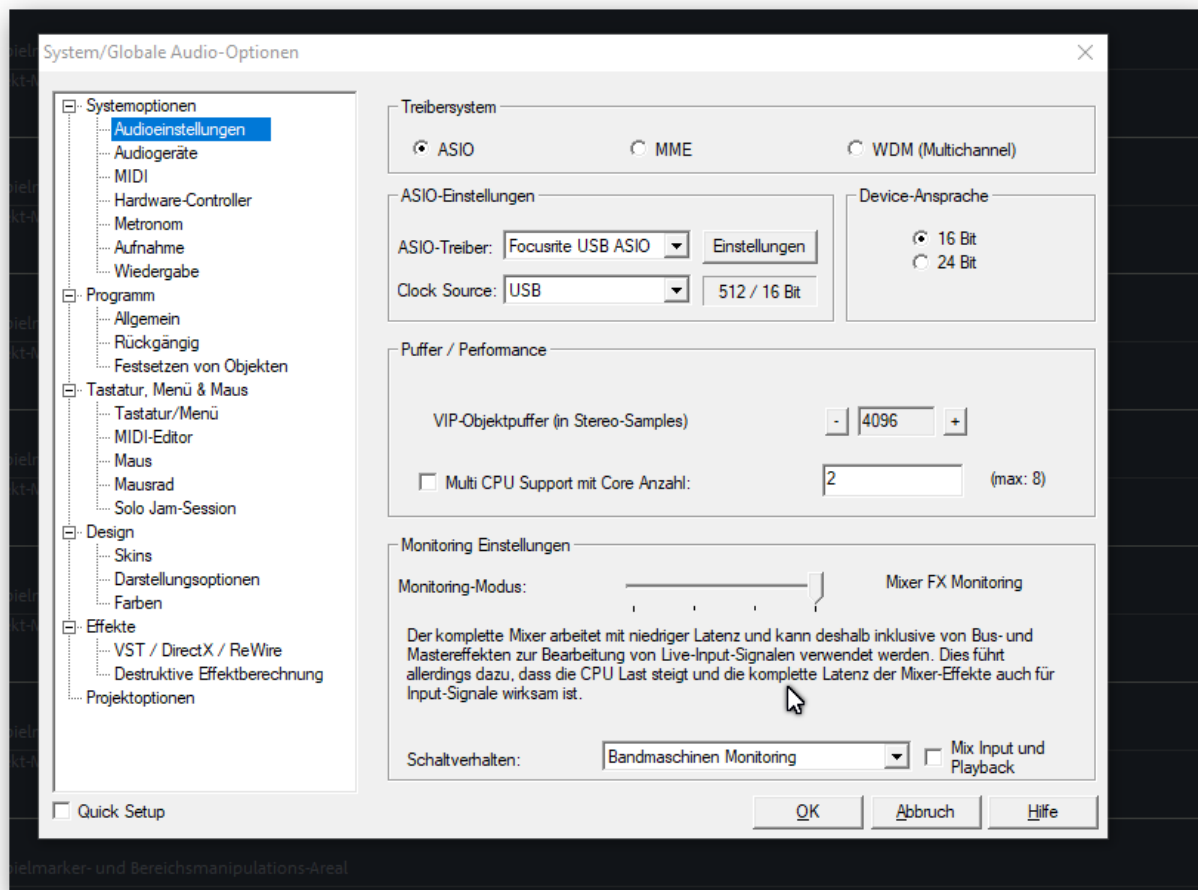 System/Globale Audio-Optionen
Systemoptionen
Audioeinstellungen
Audiogeräte
MIDI
Hardware-Controller
Metronom
Aufnahme
Wiedergabe
Programm
Allgemein
Rückgängig
Festsetzen von Objekten
Tastatur, Menü & Maus
Tastatur/Menü
MIDI-Editor
Maus
Mausrad
Solo Jam-Session
Design
Skins
Darstellungsoptionen
Farben
Effekte
VST / DirectX / ReWire
Destruktive Effektberechnung
Projektoptionen
Quick Setup
Treibersystem
ASIO
MME
WDM (Multichannel)
ASIO-Einstellungen
ASIO-Treiber: Focusrite USB ASIO Einstellungen
Clock Source: USB 512 / 16 Bit
Device-Ansprache
16 Bit
24 Bit
Puffer / Performance
VIP-Objektpuffer (in Stereo-Samples) - 4096 +
Multi CPU Support mit Core Anzahl: 2 (max: 8)
Monitoring Einstellungen
Monitoring-Modus: Mixer FX Monitoring
Der komplette Mixer arbeitet mit niedriger Latenz und kann deshalb inklusive von Bus- und
Mastereffekten zur Bearbeitung von Live-Input-Signalen verwendet werden. Dies führt
allerdings dazu, dass die CPU Last steigt und die komplette Latenz der Mixer-Effekte auch für
Input-Signale wirksam ist.
Schaltverhalten: Bandmaschinen Monitoring
Mix Input und
Playback
OK Abbruch Hilfe
pielmarker- und Bereichsmanipulations-Areal